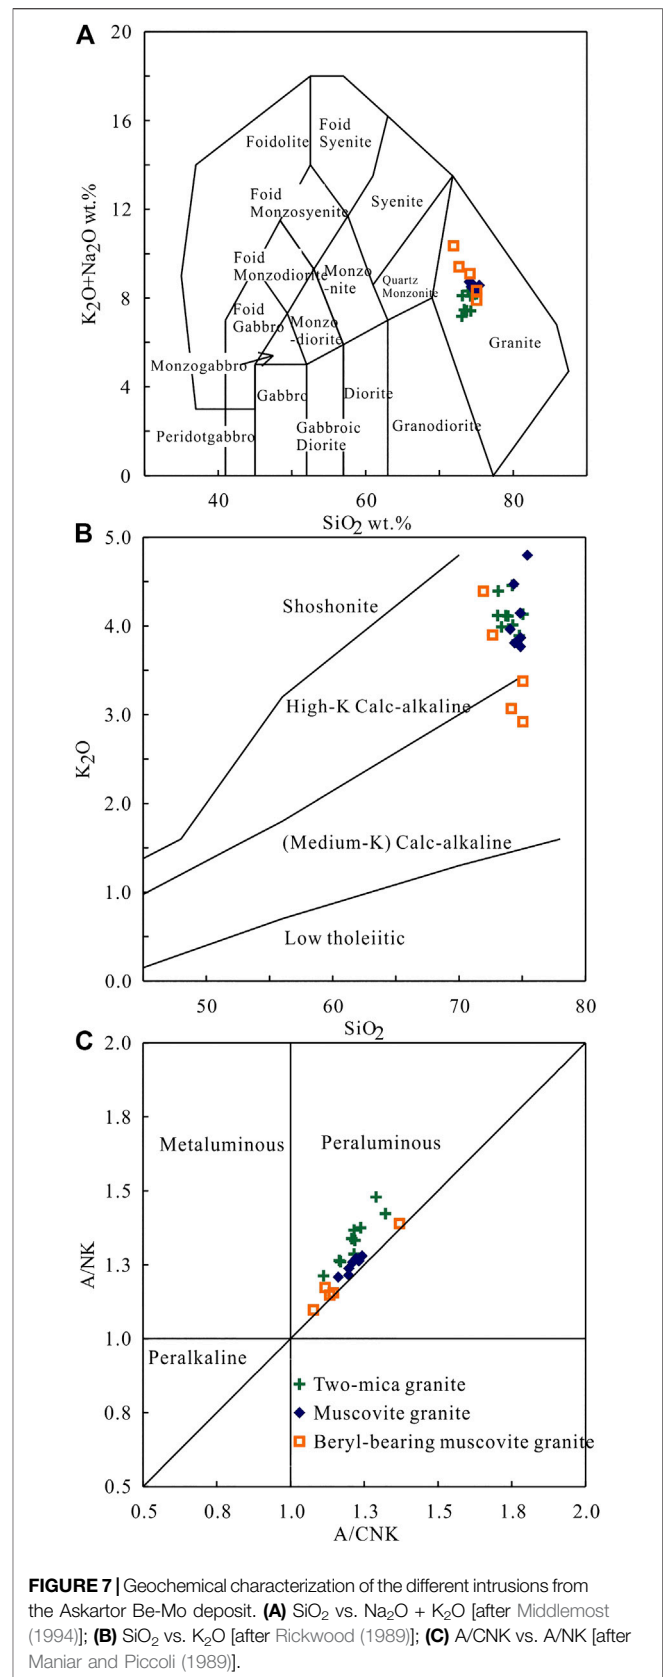 A
20
16
12
8
4
0
K2O+Na2O wt.%
Foidolite
Foid
Syenite
Foid
Monzosyenite
Syenite
Foid
Monzodiorite
Monzo
-nite
Quartz
Monzonite
Foid
Gabbro
Monzo
-diorite
Granite
Monzogabbro
Gabbro
Diorite
Peridotgabbro
Gabbroic
Diorite
Granodiorite
40
60
80
SiO2 wt.%
B
5.0
4.0
3.0
2.0
1.0
0.0
K2O
Shoshonite
High-K Calc-alkaline
(Medium-K) Calc-alkaline
Low tholeiitic
50
60
70
80
SiO2
C
2.0
1.8
1.5
1.3
1.0
0.8
0.5
A/NK
Metaluminous
Peraluminous
Peralkaline
Two-mica granite
Muscovite granite
Beryl-bearing muscovite granite
0.5
0.8
1.0
1.3
1.5
1.8
2.0
A/CNK
FIGURE 7 | Geochemical characterization of the different intrusions from
the Askartor Be-Mo deposit. (A) SiO2 vs. Na2O + K2O [after Middlemost
(1994)]; (B) SiO2 vs. K2O [after Rickwood (1989)]; (C) A/CNK vs. A/NK [after
Maniar and Piccoli (1989)].